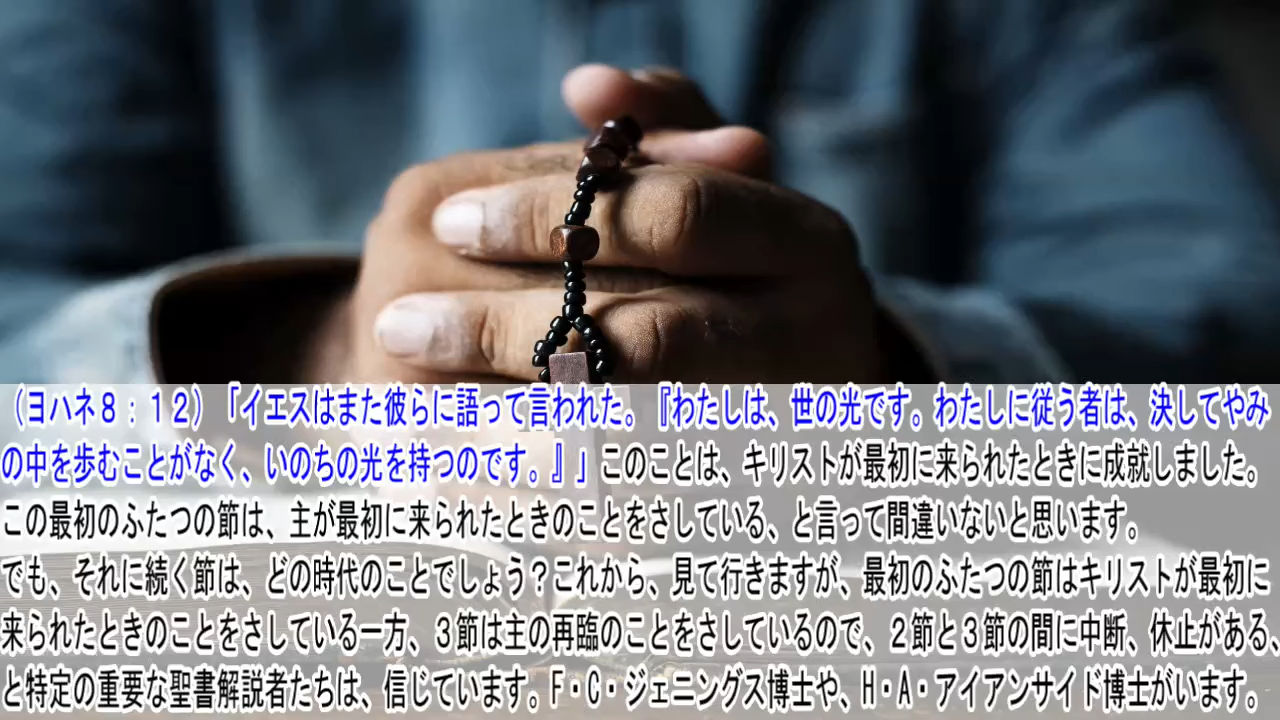 （ヨハネ８：１２）「イエスはまた彼らに語って言われた。『わたしは、世の光です。わたしに従う者は、決してやみ
の中を歩むことがなく、いのちの光を持つのです。』」このことは、キリストが最初に来られたときに成就しました。
この最初のふたつの節は、主が最初に来られたときのことをさしている、と言って間違いないと思います。
でも、それに続く節は、どの時代のことでしょう？これから、見て行きますが、最初のふたつの節はキリストが最初に
来られたときのことをさしている一方、３節は主の再臨のことをさしているので、２節と３節の間に中断、休止がある、
と特定の重要な聖書解説者たちは、信じています。F・C・ジェニングス博士や、H・A・アイアンサイド博士がいます。